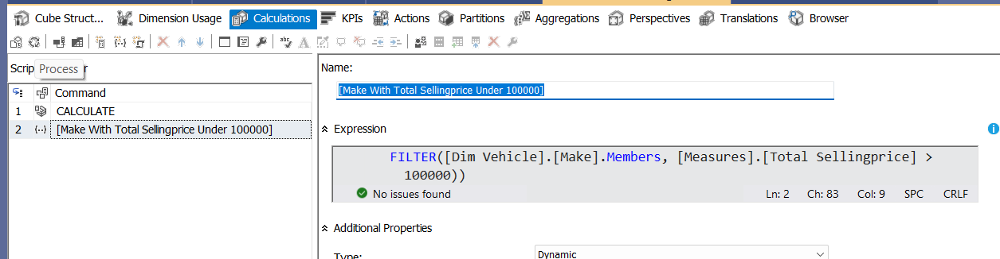 Cube Struct... Dimension Usage Calculations KPIs Actions Partitions Aggregations Perspectives Translations Browser
Scrip r
Process
Command
1 CALCULATE
2 [Make With Total Sellingprice Under 100000]
Name:
[Make With Total Sellingprice Under 100000]
Expression
FILTER([Dim Vehicle].[Make].Members, [Measures].[Total Sellingprice] >
100000))
No issues found Ln: 2 Ch: 83 Col: 9 SPC CRLF
Additional Properties
Type: Dynamic